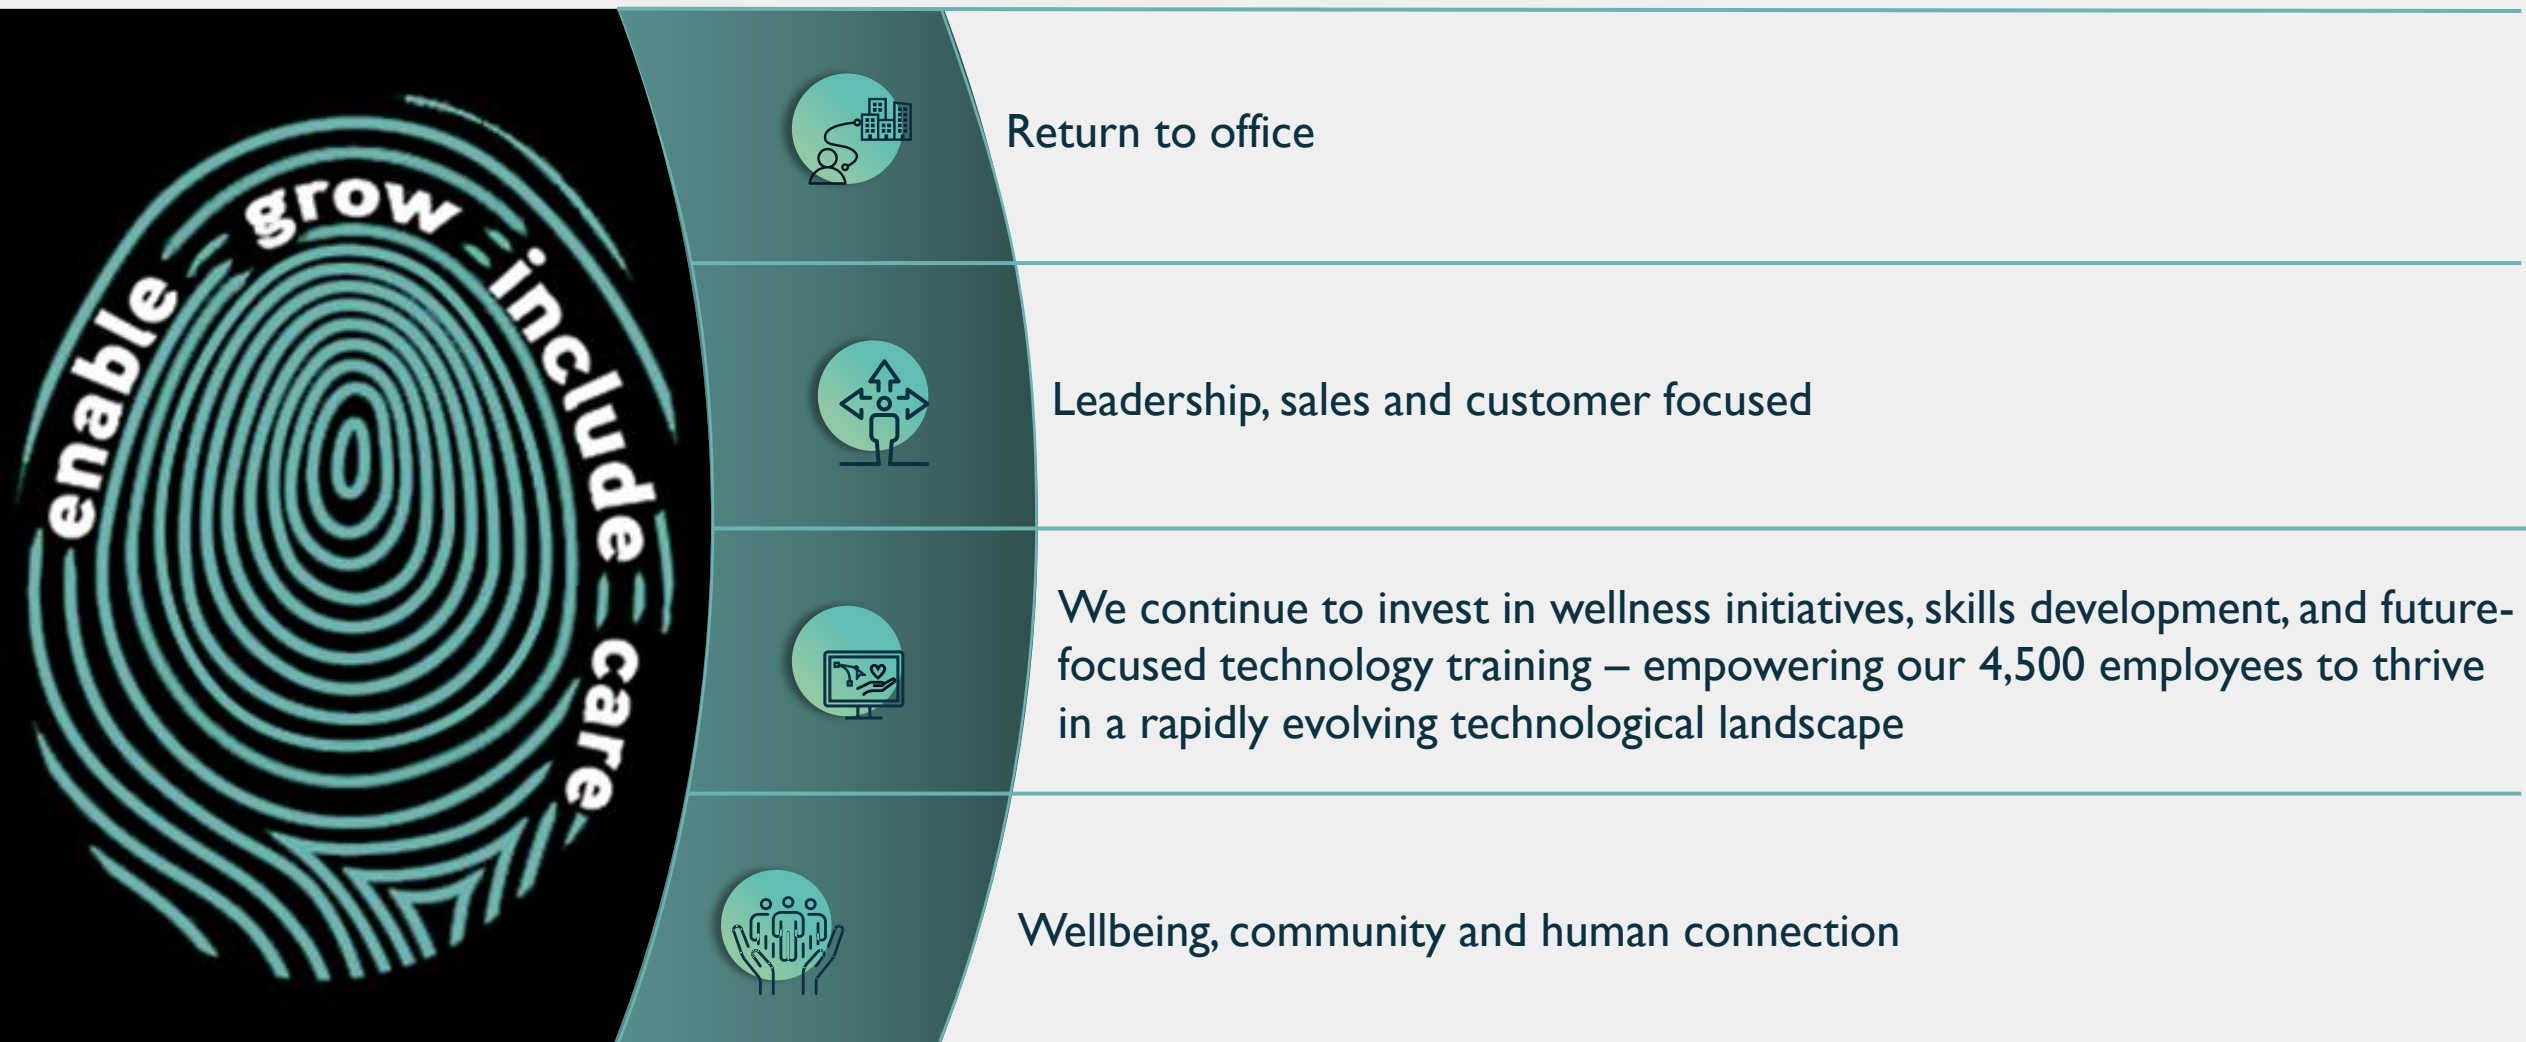 enable grow include care
Return to office
Leadership, sales and customer focused
We continue to invest in wellness initiatives, skills development, and future-
focused technology training – empowering our 4,500 employees to thrive
in a rapidly evolving technological landscape
Wellbeing, community and human connection